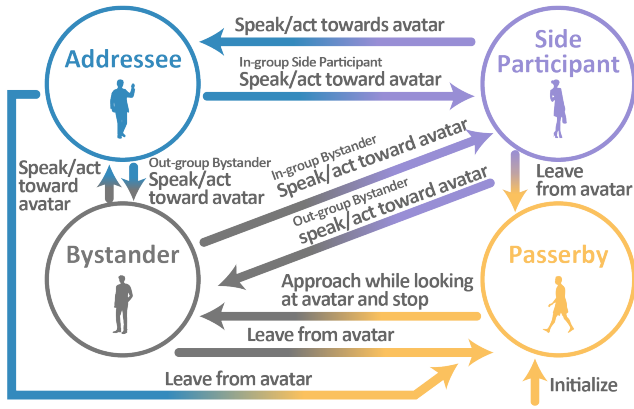 Speak/act towards avatar
Addressee
Side
Participant
In-group Side Participant
Speak/act toward avatar
Speak/act
toward
avatar
Out-group Bystander
Speak/act
toward avatar
In-group Bystander
Speak/act toward avatar
Out-group Bystander
speak/act toward avatar
Leave
from avatar
Bystander
Passerby
Approach while looking
at avatar and stop
Leave from avatar
Leave from avatar
Initialize